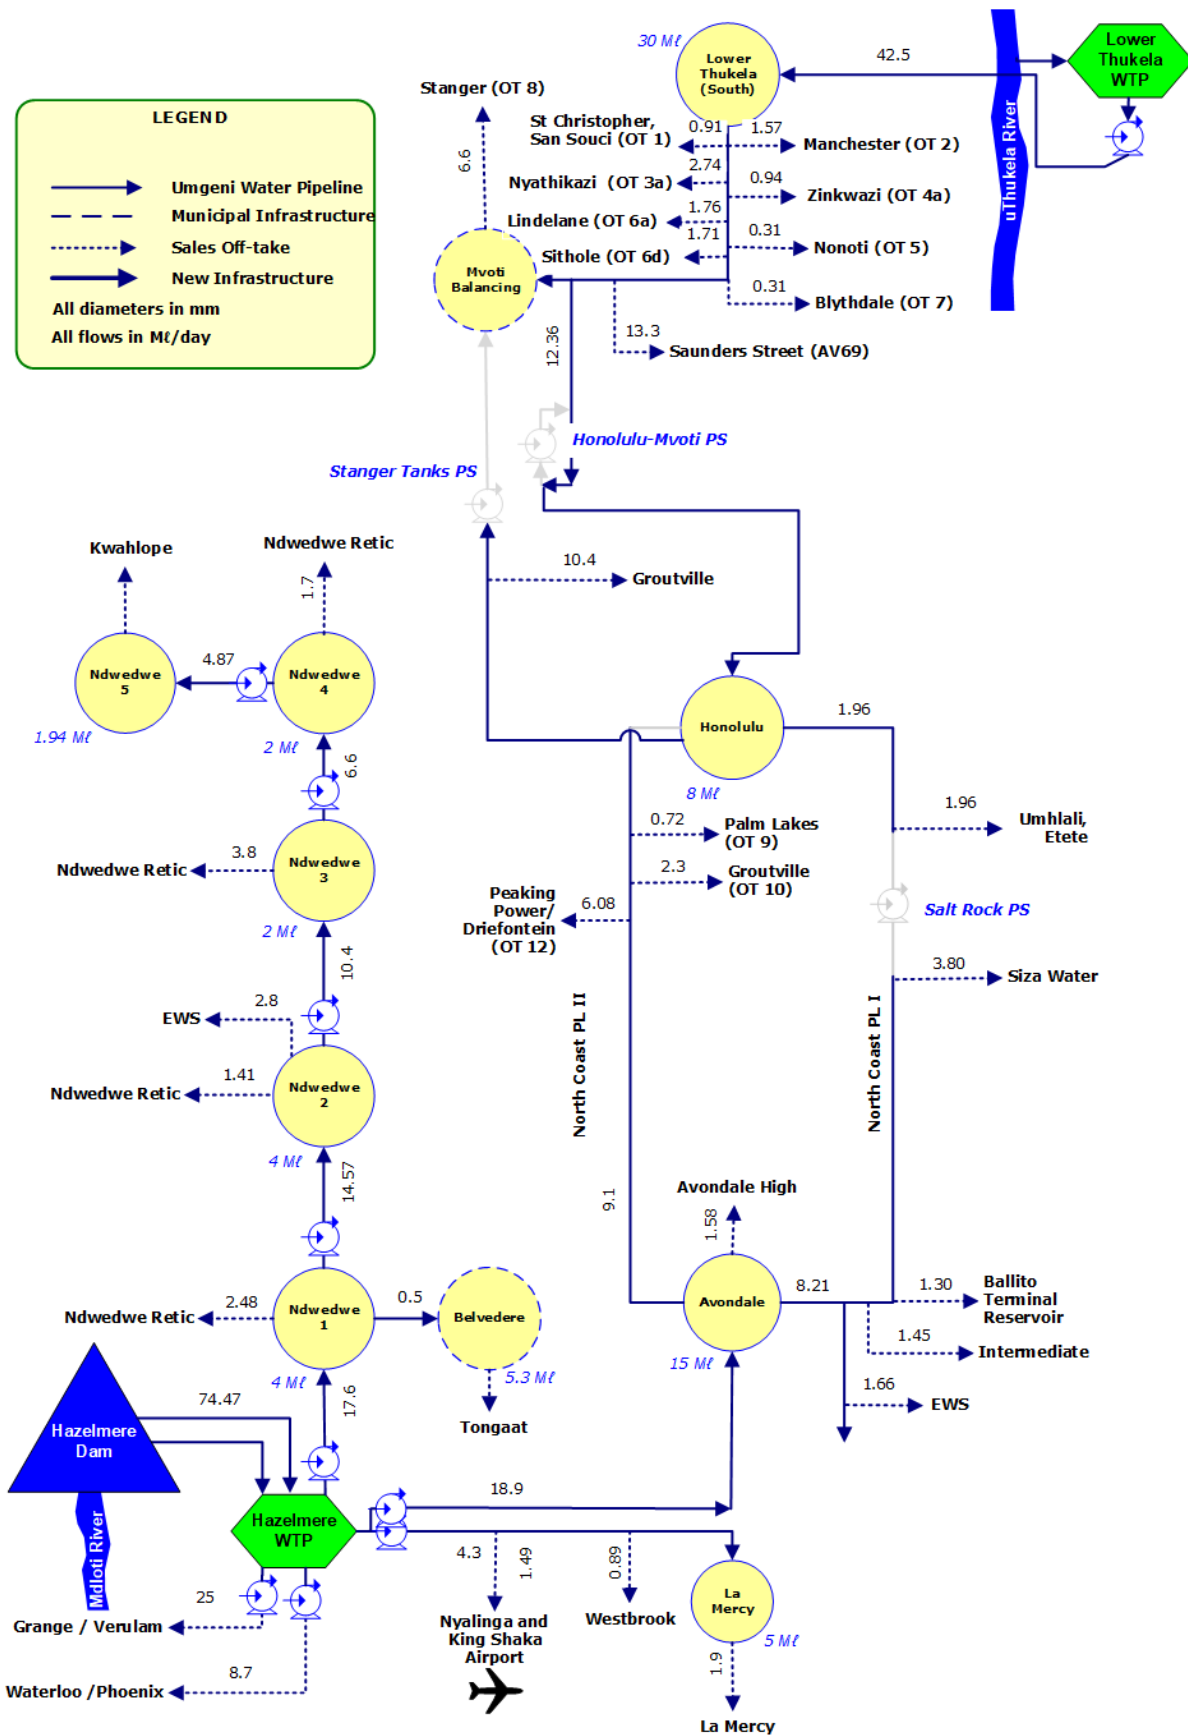 30 Mℓ
Lower
Thukela
(South)
42.5
Lower
Thukela
WTP
uThukela River
Stanger (OT 8)
6.6
LEGEND
Umgeni Water Pipeline
Municipal Infrastructure
Sales Off-take
New Infrastructure
All diameters in mm
All flows in Mℓ/day
St Christopher,
San Souci (OT 1)
0.91
1.57
Manchester (OT 2)
Nyathikazi (OT 3a)
2.74
0.94
Zinkwazi (OT 4a)
Lindelane (OT 6a)
1.76
0.31
Nonoti (OT 5)
Sithole (OT 6d)
1.71
0.31
Blythdale (OT 7)
Mvoti
Balancing
12.36
13.3
Saunders Street (AV69)
Honolulu-Mvoti PS
Stanger Tanks PS
10.4
Groutville
Kwahlope
Ndwedwe Retic
1.7
Ndwedwe
5
4.87
Ndwedwe
4
1.94 Mℓ
2 Mℓ
6.6
Honolulu
8 Mℓ
1.96
1.96
Umhlali,
Etete
0.72
Palm Lakes
(OT 9)
2.3
Groutville
(OT 10)
Peaking
Power/
Driefontein
(OT 12)
6.08
Salt Rock PS
3.80
Siza Water
Ndwedwe Retic
3.8
Ndwedwe
3
2 Mℓ
10.4
EWS
2.8
Ndwedwe Retic
1.41
Ndwedwe
2
4 Mℓ
14.57
North Coast PL II
North Coast PL I
9.1
Avondale High
1.58
Avondale
15 Mℓ
8.21
1.30
Ballito
Terminal
Reservoir
1.45
Intermediate
1.66
EWS
Ndwedwe Retic
2.48
Ndwedwe
1
0.5
Belvedere
4 Mℓ
5.3 Mℓ
17.6
Tongaat
74.47
Hazelmere
Dam
Mdloti River
Hazelmere
WTP
18.9
4.3
1.49
0.89
Nyalinga and
King Shaka
Airport
Westbrook
La
Mercy
5 Mℓ
1.9
La Mercy
25
Grange / Verulam
8.7
Waterloo /Phoenix